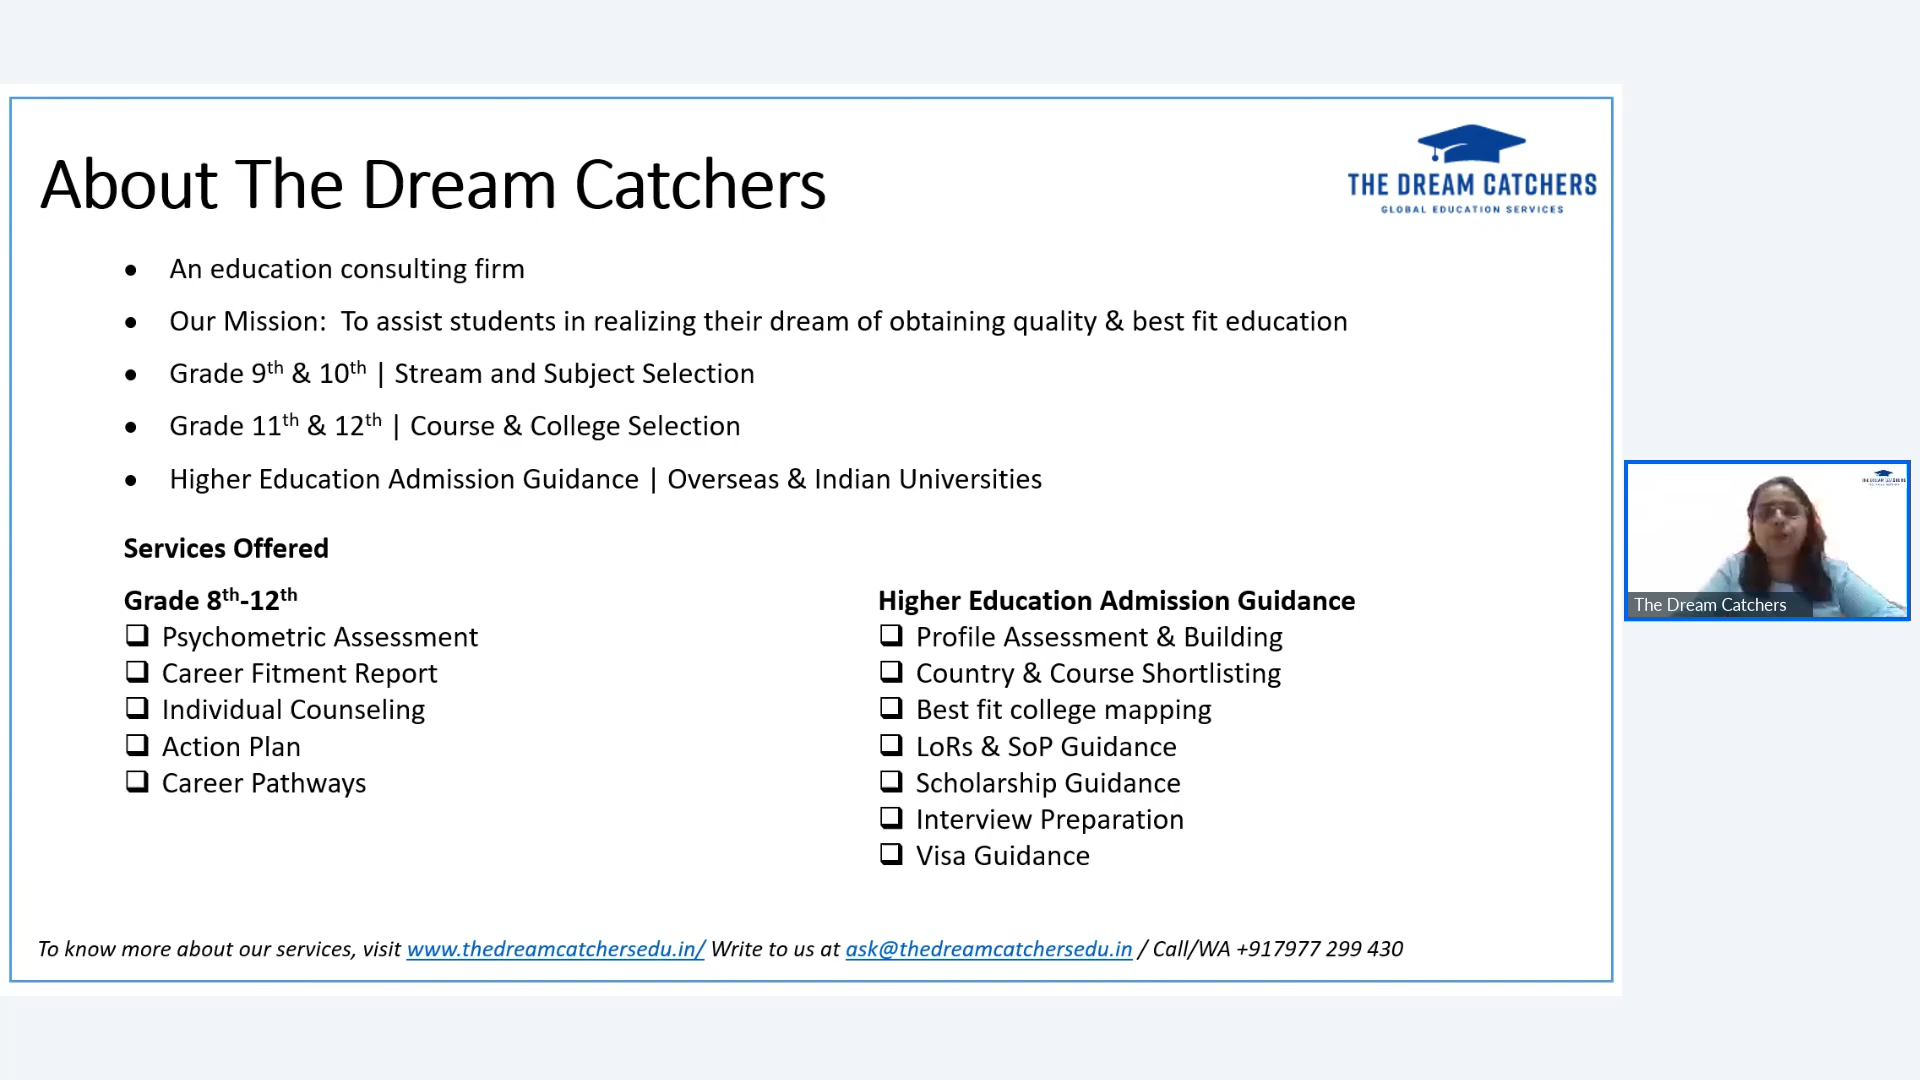 About The Dream Catchers
THE DREAM CATCHERS
GLOBAL EDUCATION SERVICES
• An education consulting firm
• Our Mission: To assist students in realizing their dream of obtaining quality & best fit education
• Grade 9th & 10th | Stream and Subject Selection
• Grade 11th & 12th | Course & College Selection
• Higher Education Admission Guidance | Overseas & Indian Universities
Services Offered
Grade 8th-12th
❑ Psychometric Assessment
❑ Career Fitment Report
❑ Individual Counseling
❑ Action Plan
❑ Career Pathways
Higher Education Admission Guidance
❑ Profile Assessment & Building
❑ Country & Course Shortlisting
❑ Best fit college mapping
❑ LoRs & SoP Guidance
❑ Scholarship Guidance
❑ Interview Preparation
❑ Visa Guidance
To know more about our services, visit www.thedreamcatchersedu.in/ Write to us at ask@thedreamcatchersedu.in / Call/WA +917977 299 430
THE DREAM CATCHERS
The Dream Catchers